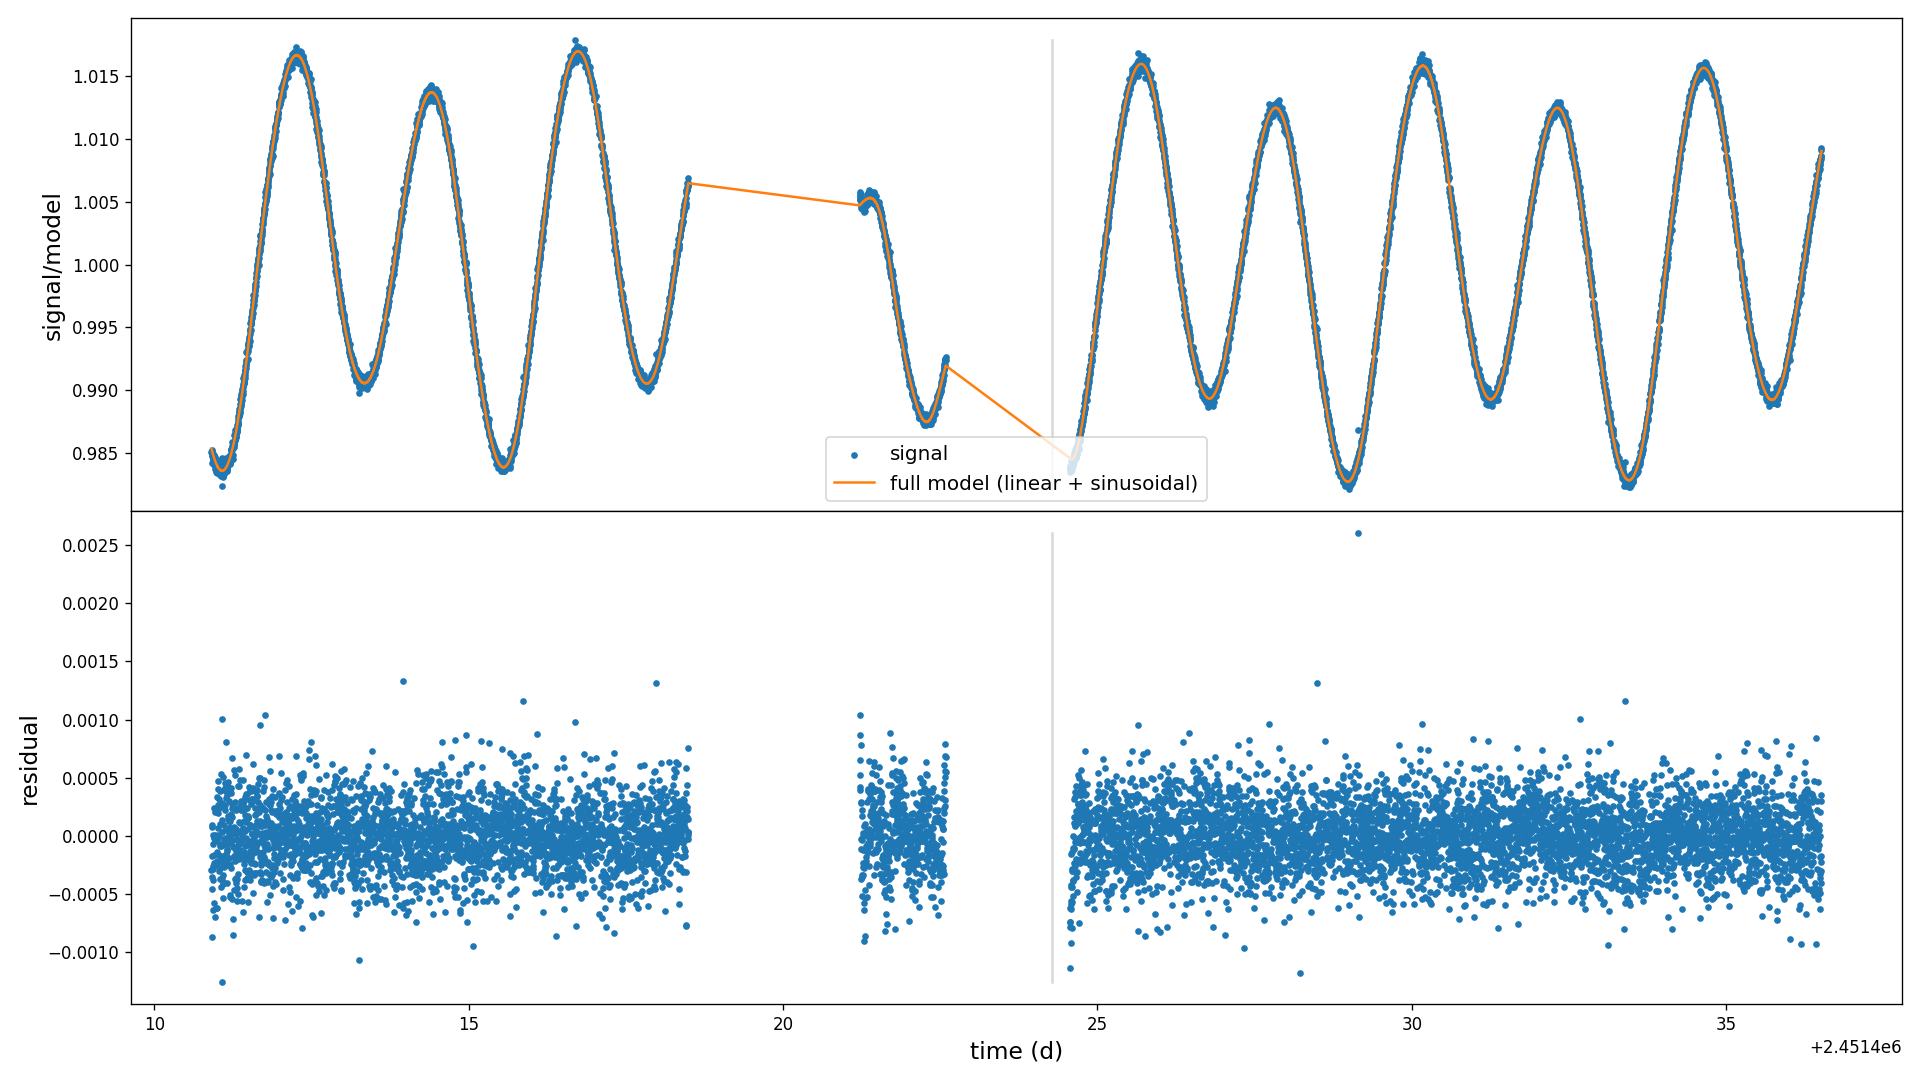 signal/model
1.015
1.010
1.005
1.000
0.995
0.990
0.985
signal
full model (linear + sinusoidal)
residual
0.0025
0.0020
0.0015
0.0010
0.0005
0.0000
−0.0005
−0.0010
10 15 20 25 30 35
time (d)
+2.4514e6